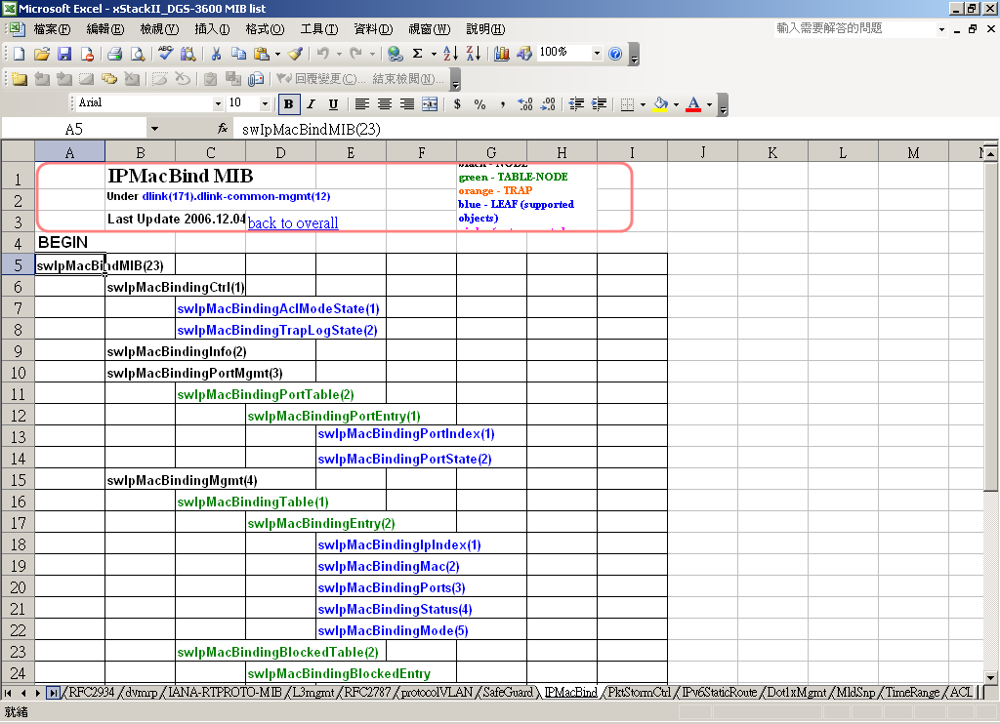 Microsoft Excel - xStackII_DGS-3600 MIB list
檔案(F) 編輯(E) 檢視(V) 插入(I) 格式(O) 工具(T) 資料(D) 視窗(W) 說明(H) 輸入需要解答的問題
100%
回覆變更(C)... 結束檢閱(N)...
Arial 10 B I U $ % ,
A5 fx swIpMacBindMIB(23)
A B C D E F G H I J K L M
black - NODE
1 IPMacBind MIB green - TABLE-NODE
orange - TRAP
2 Under dlink(171).dlink-common-mgmt(12) blue - LEAF (supported
objects)
3 Last Update 2006.12.04 back to overall
4 BEGIN
5 swIpMacBindMIB(23)
6 swIpMacBindingCtrl(1)
7 swIpMacBindingAclModeState(1)
8 swIpMacBindingTrapLogState(2)
9 swIpMacBindingInfo(2)
10 swIpMacBindingPortMgmt(3)
11 swIpMacBindingPortTable(2)
12 swIpMacBindingPortEntry(1)
13 swIpMacBindingPortIndex(1)
14 swIpMacBindingPortState(2)
15 swIpMacBindingMgmt(4)
16 swIpMacBindingTable(1)
17 swIpMacBindingEntry(2)
18 swIpMacBindingIpIndex(1)
19 swIpMacBindingMac(2)
20 swIpMacBindingPorts(3)
21 swIpMacBindingStatus(4)
22 swIpMacBindingMode(5)
23 swIpMacBindingBlockedTable(2)
24 swIpMacBindingBlockedEntry
RFC2934 dvmrp IANA-RTPROTO-MIB L3mgmt RFC2787 protocolVLAN SafeGuard IPMacBind PktStormCtrl IPv6StaticRoute Dot1xMgmt MldSnp TimeRange ACL
就緒